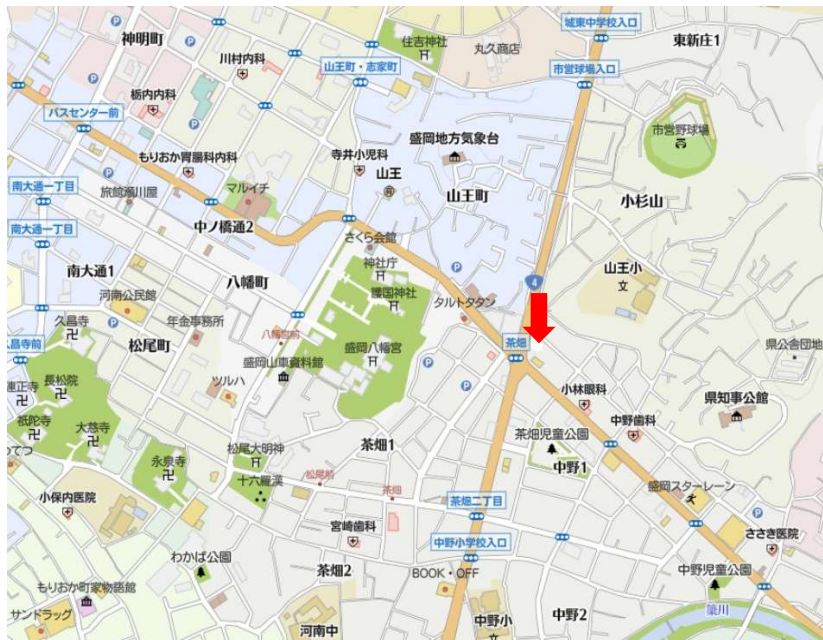 城東中学校入口
神明町
住吉神社
丸久商店
東新庄1
川村内科
山王町・志家町
市営球場入口
栃内内科
バスセンター前
盛岡地方気象台
市営野球場
もりおか胃腸科内科
寺井小児科
山王
南大通一丁目
マルイチ
山王町
小杉山
中ノ橋通2
南大通一丁目
さくら会館
南大通1
八幡町
神社庁
山王小
4
河南公民館
護国神社
タルトタタン
久昌寺
年金事務所
八幡宮前
茶畑
松尾町
盛岡山車資料館
盛岡八幡宮
県公舎団地
長松院
ツルハ
小林眼科
県知事公館
祇陀寺
大慈寺
中野歯科
松尾大明神
茶畑1
茶畑児童公園
永泉寺
中野1
十六羅漢
松尾前
茶畑
盛岡スターレーン
小保内医院
茶畑二丁目
宮崎歯科
ささき医院
中野小学校入口
わかば公園
茶畑2
BOOK・OFF
中野児童公園
もりおか町家物語館
簗川
サンドラッグ
河南中
中野小
中野2